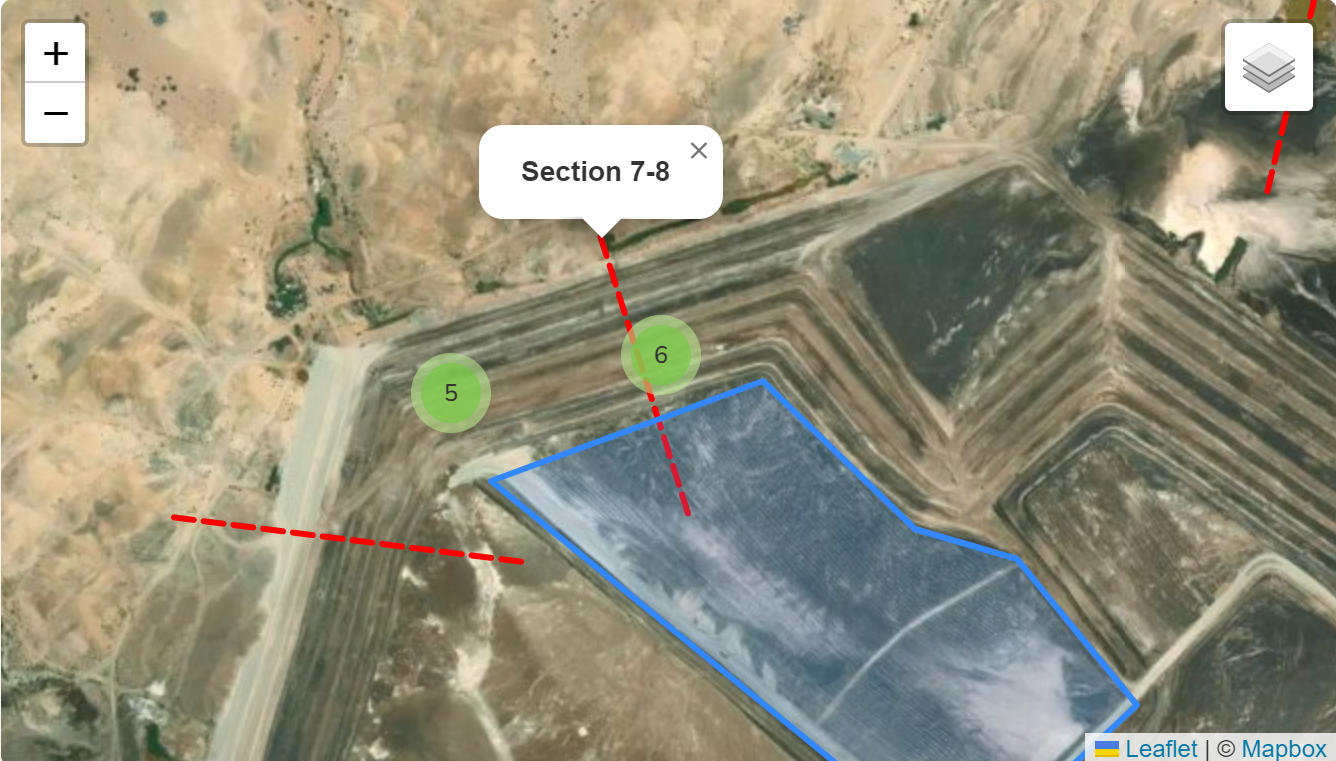 +
−
Section 7-8
×
5
6
Leaflet | © Mapbox